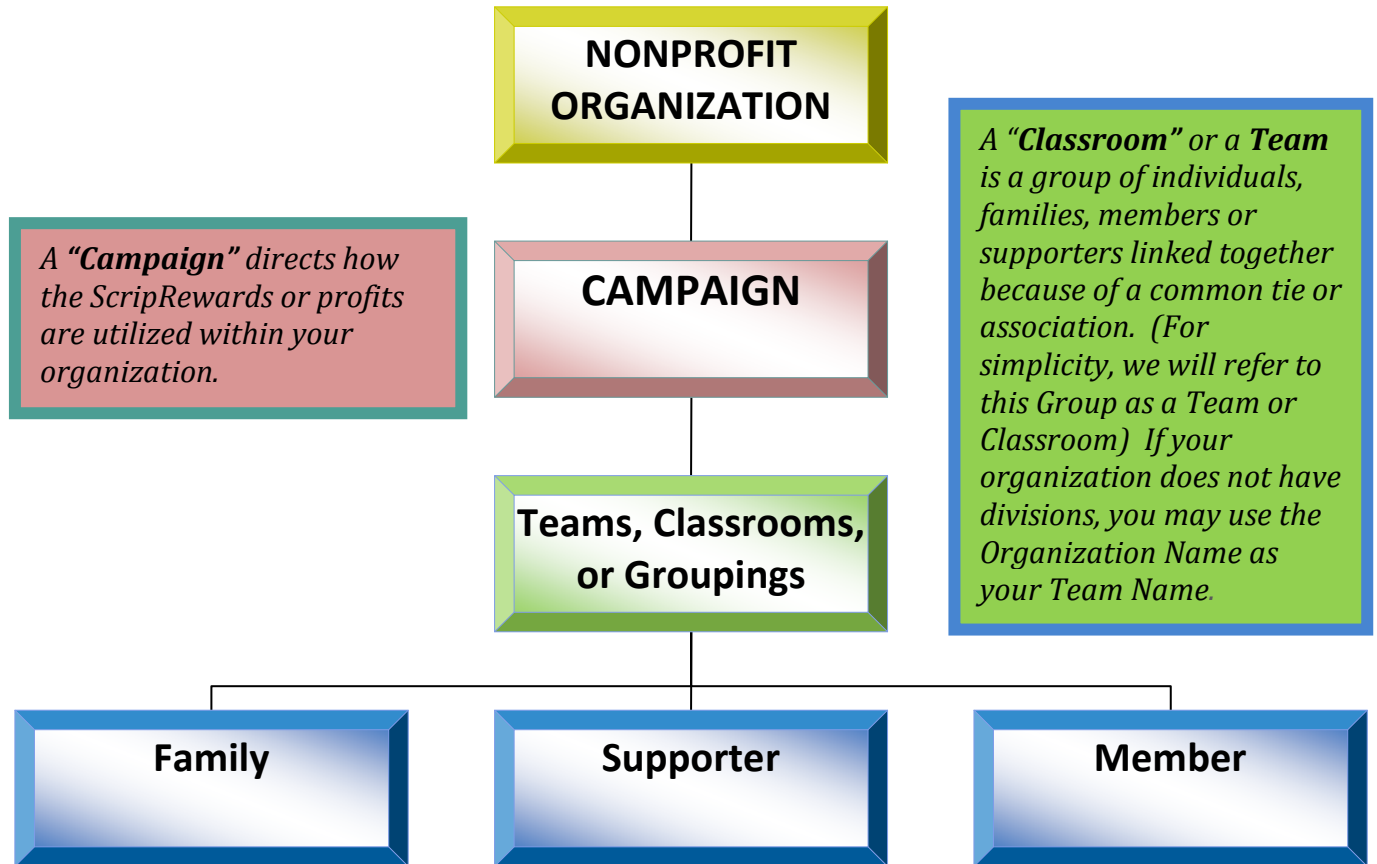 NONPROFIT
ORGANIZATION
A “Classroom” or a Team
is a group of individuals,
families, members or
supporters linked together
because of a common tie or
association.  (For
simplicity, we will refer to
this Group as a Team or
Classroom)  If your
organization does not have
divisions, you may use the
Organization Name as
your Team Name.
A “Campaign” directs how
the ScripRewards or profits
are utilized within your
organization.
CAMPAIGN
Teams, Classrooms,
or Groupings
Family
Supporter
Member